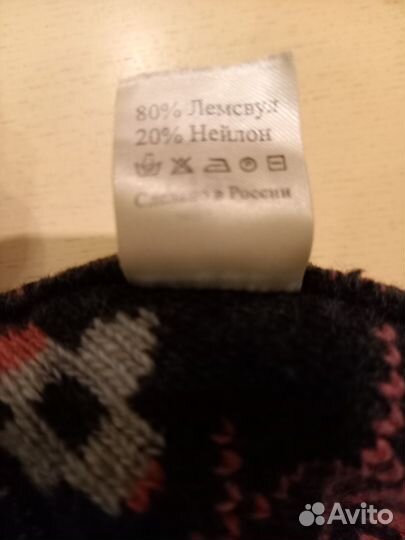 80% Лемсвул
20% Нейлон
Сделано в России
Avito